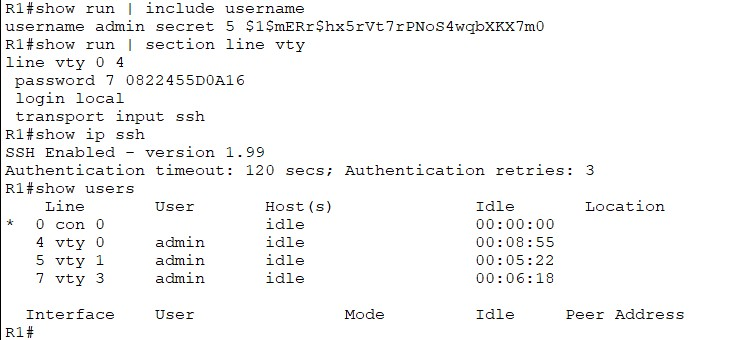 R1#show run | include username
username admin secret 5 $1$mERr$hx5rVt7rPNoS4wqbXKX7m0
R1#show run | section line vty
line vty 0 4
 password 7 0822455D0A16
 login local
 transport input ssh
R1#show ip ssh
SSH Enabled - version 1.99
Authentication timeout: 120 secs; Authentication retries: 3
R1#show users
    Line       User       Host(s)              Idle       Location
*  0 con 0                idle                 00:00:00
   4 vty 0     admin      idle                 00:08:55
   5 vty 1     admin      idle                 00:05:22
   7 vty 3     admin      idle                 00:06:18
  Interface    User               Mode         Idle     Peer Address
R1#